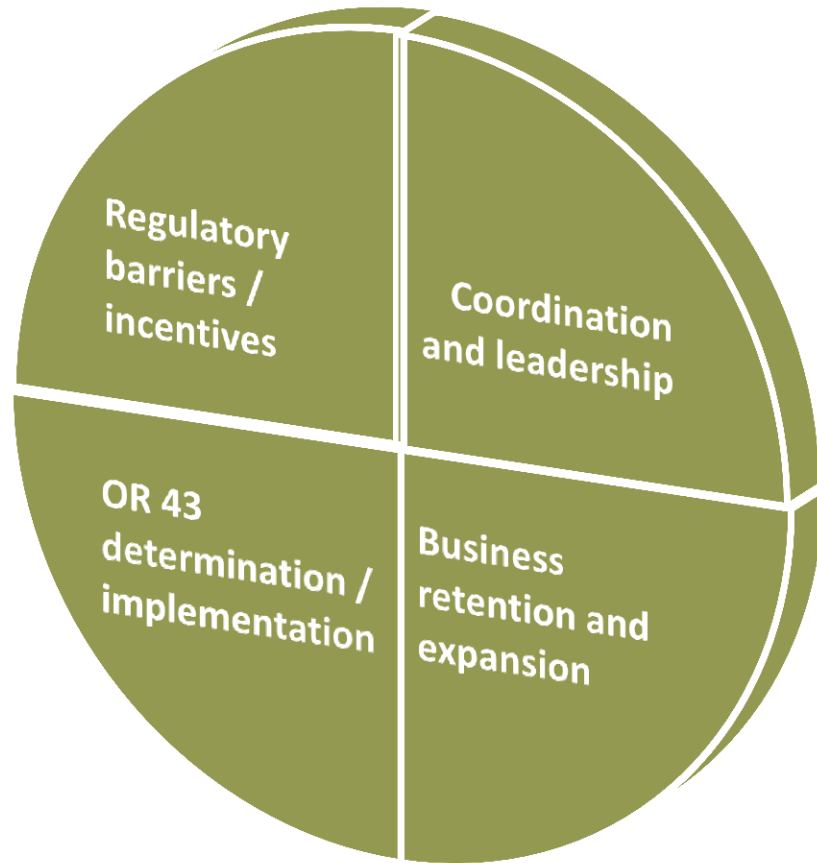 Regulatory
barriers /
incentives
Coordination
and leadership
OR 43
determination /
implementation
Business
retention and
expansion